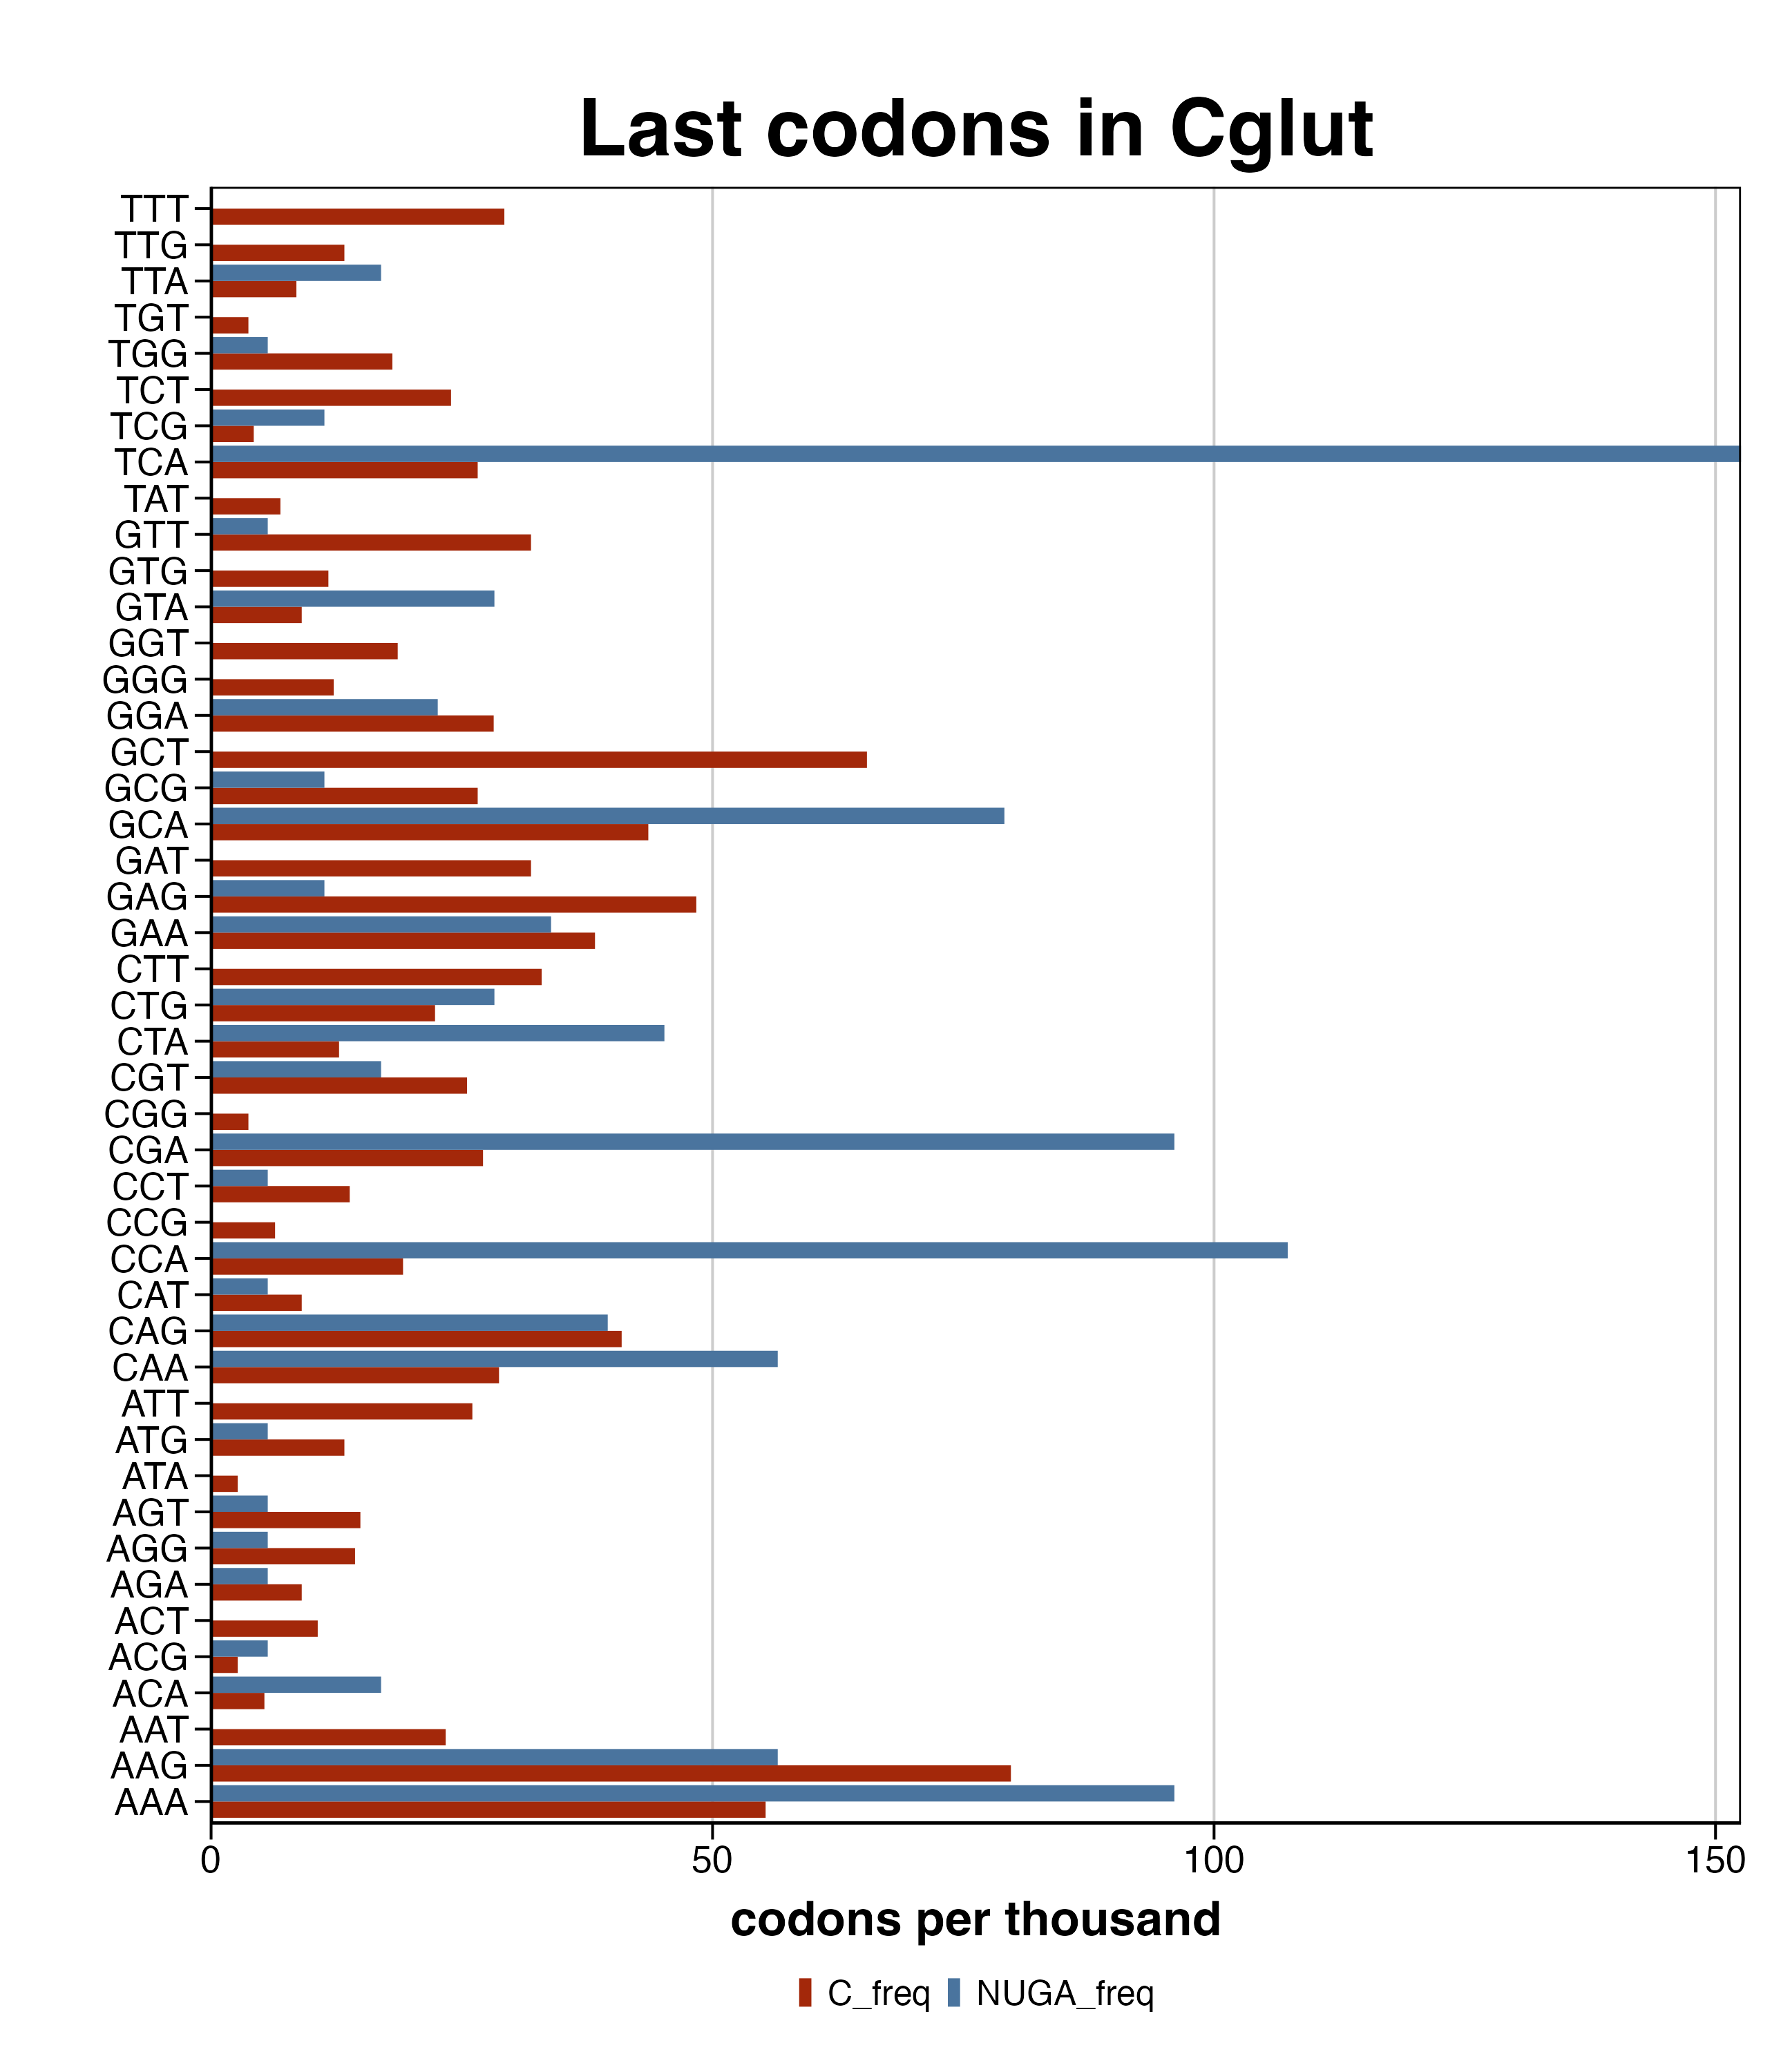 Last codons in Cglut
TTT
TTG
TTA
TGT
TGG
TCT
TCG
TCA
TAT
GTT
GTG
GTA
GGT
GGG
GGA
GCT
GCG
GCA
GAT
GAG
GAA
CTT
CTG
CTA
CGT
CGG
CGA
CCT
CCG
CCA
CAT
CAG
CAA
ATT
ATG
ATA
AGT
AGG
AGA
ACT
ACG
ACA
AAT
AAG
AAA
0 50 100 150
codons per thousand
C_freq NUGA_freq